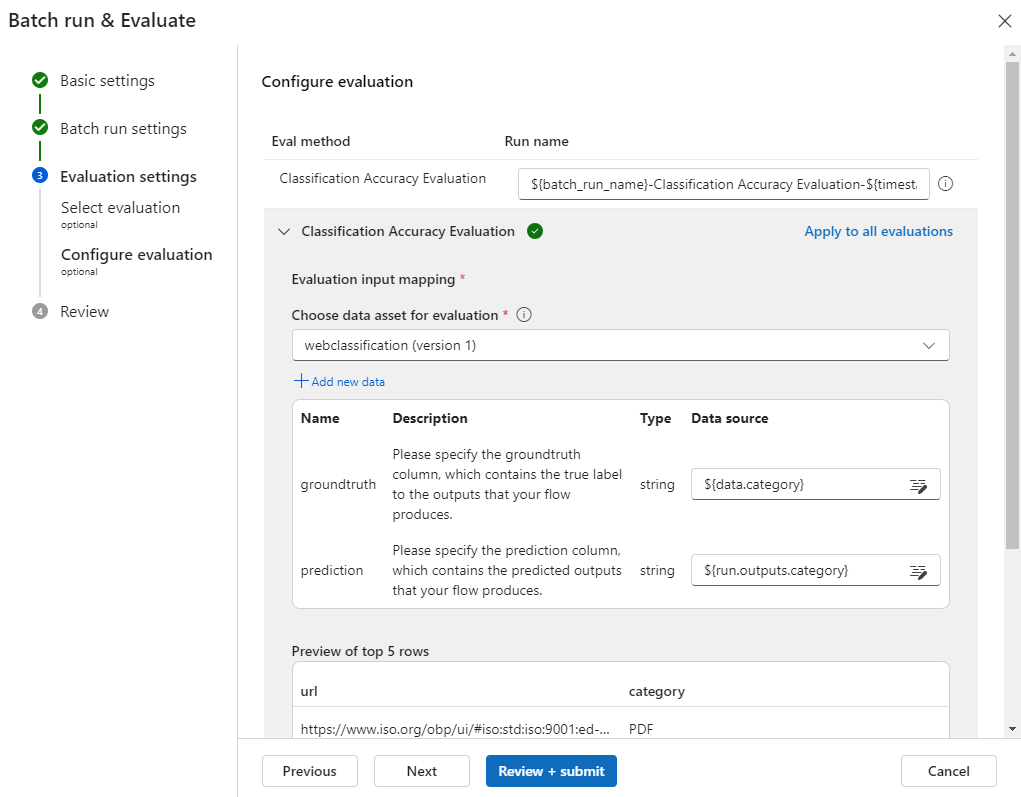 Batch run & Evaluate
Basic settings
Batch run settings
3 Evaluation settings
Select evaluation
optional
Configure evaluation
optional
4 Review
Configure evaluation
Eval method Run name
Classification Accuracy Evaluation ${batch_run_name}-Classification Accuracy Evaluation-${timest
Classification Accuracy Evaluation Apply to all evaluations
Evaluation input mapping *
Choose data asset for evaluation *
webclassification (version 1)
Add new data
Name Description Type Data source
groundtruth
Please specify the groundtruth
column, which contains the true label
to the outputs that your flow
produces.
string
${data.category}
prediction
Please specify the prediction column,
which contains the predicted outputs
that your flow produces.
string
${run.outputs.category}
Preview of top 5 rows
url category
https://www.iso.org/obp/ui/#iso:std:iso:9001:ed-... PDF
Previous Next Review + submit Cancel